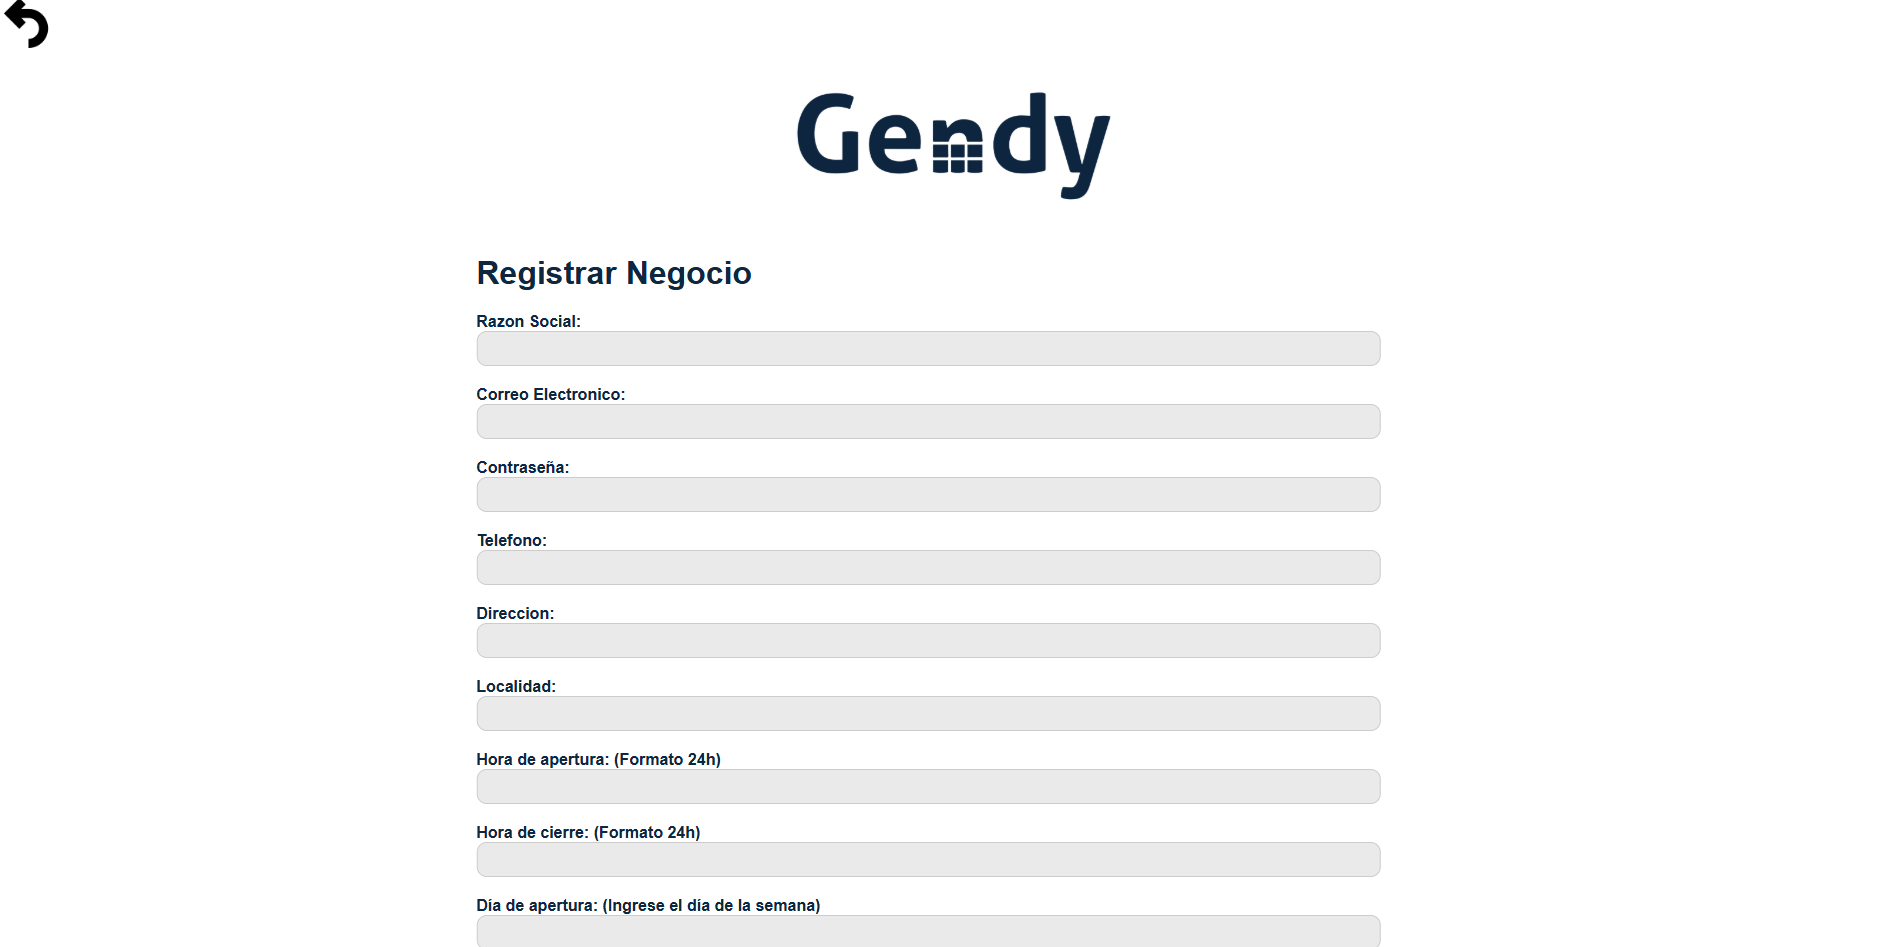 Gendy
Registrar Negocio
Razon Social:
Correo Electronico:
Contraseña:
Telefono:
Direccion:
Localidad:
Hora de apertura: (Formato 24h)
Hora de cierre: (Formato 24h)
Día de apertura: (Ingrese el día de la semana)